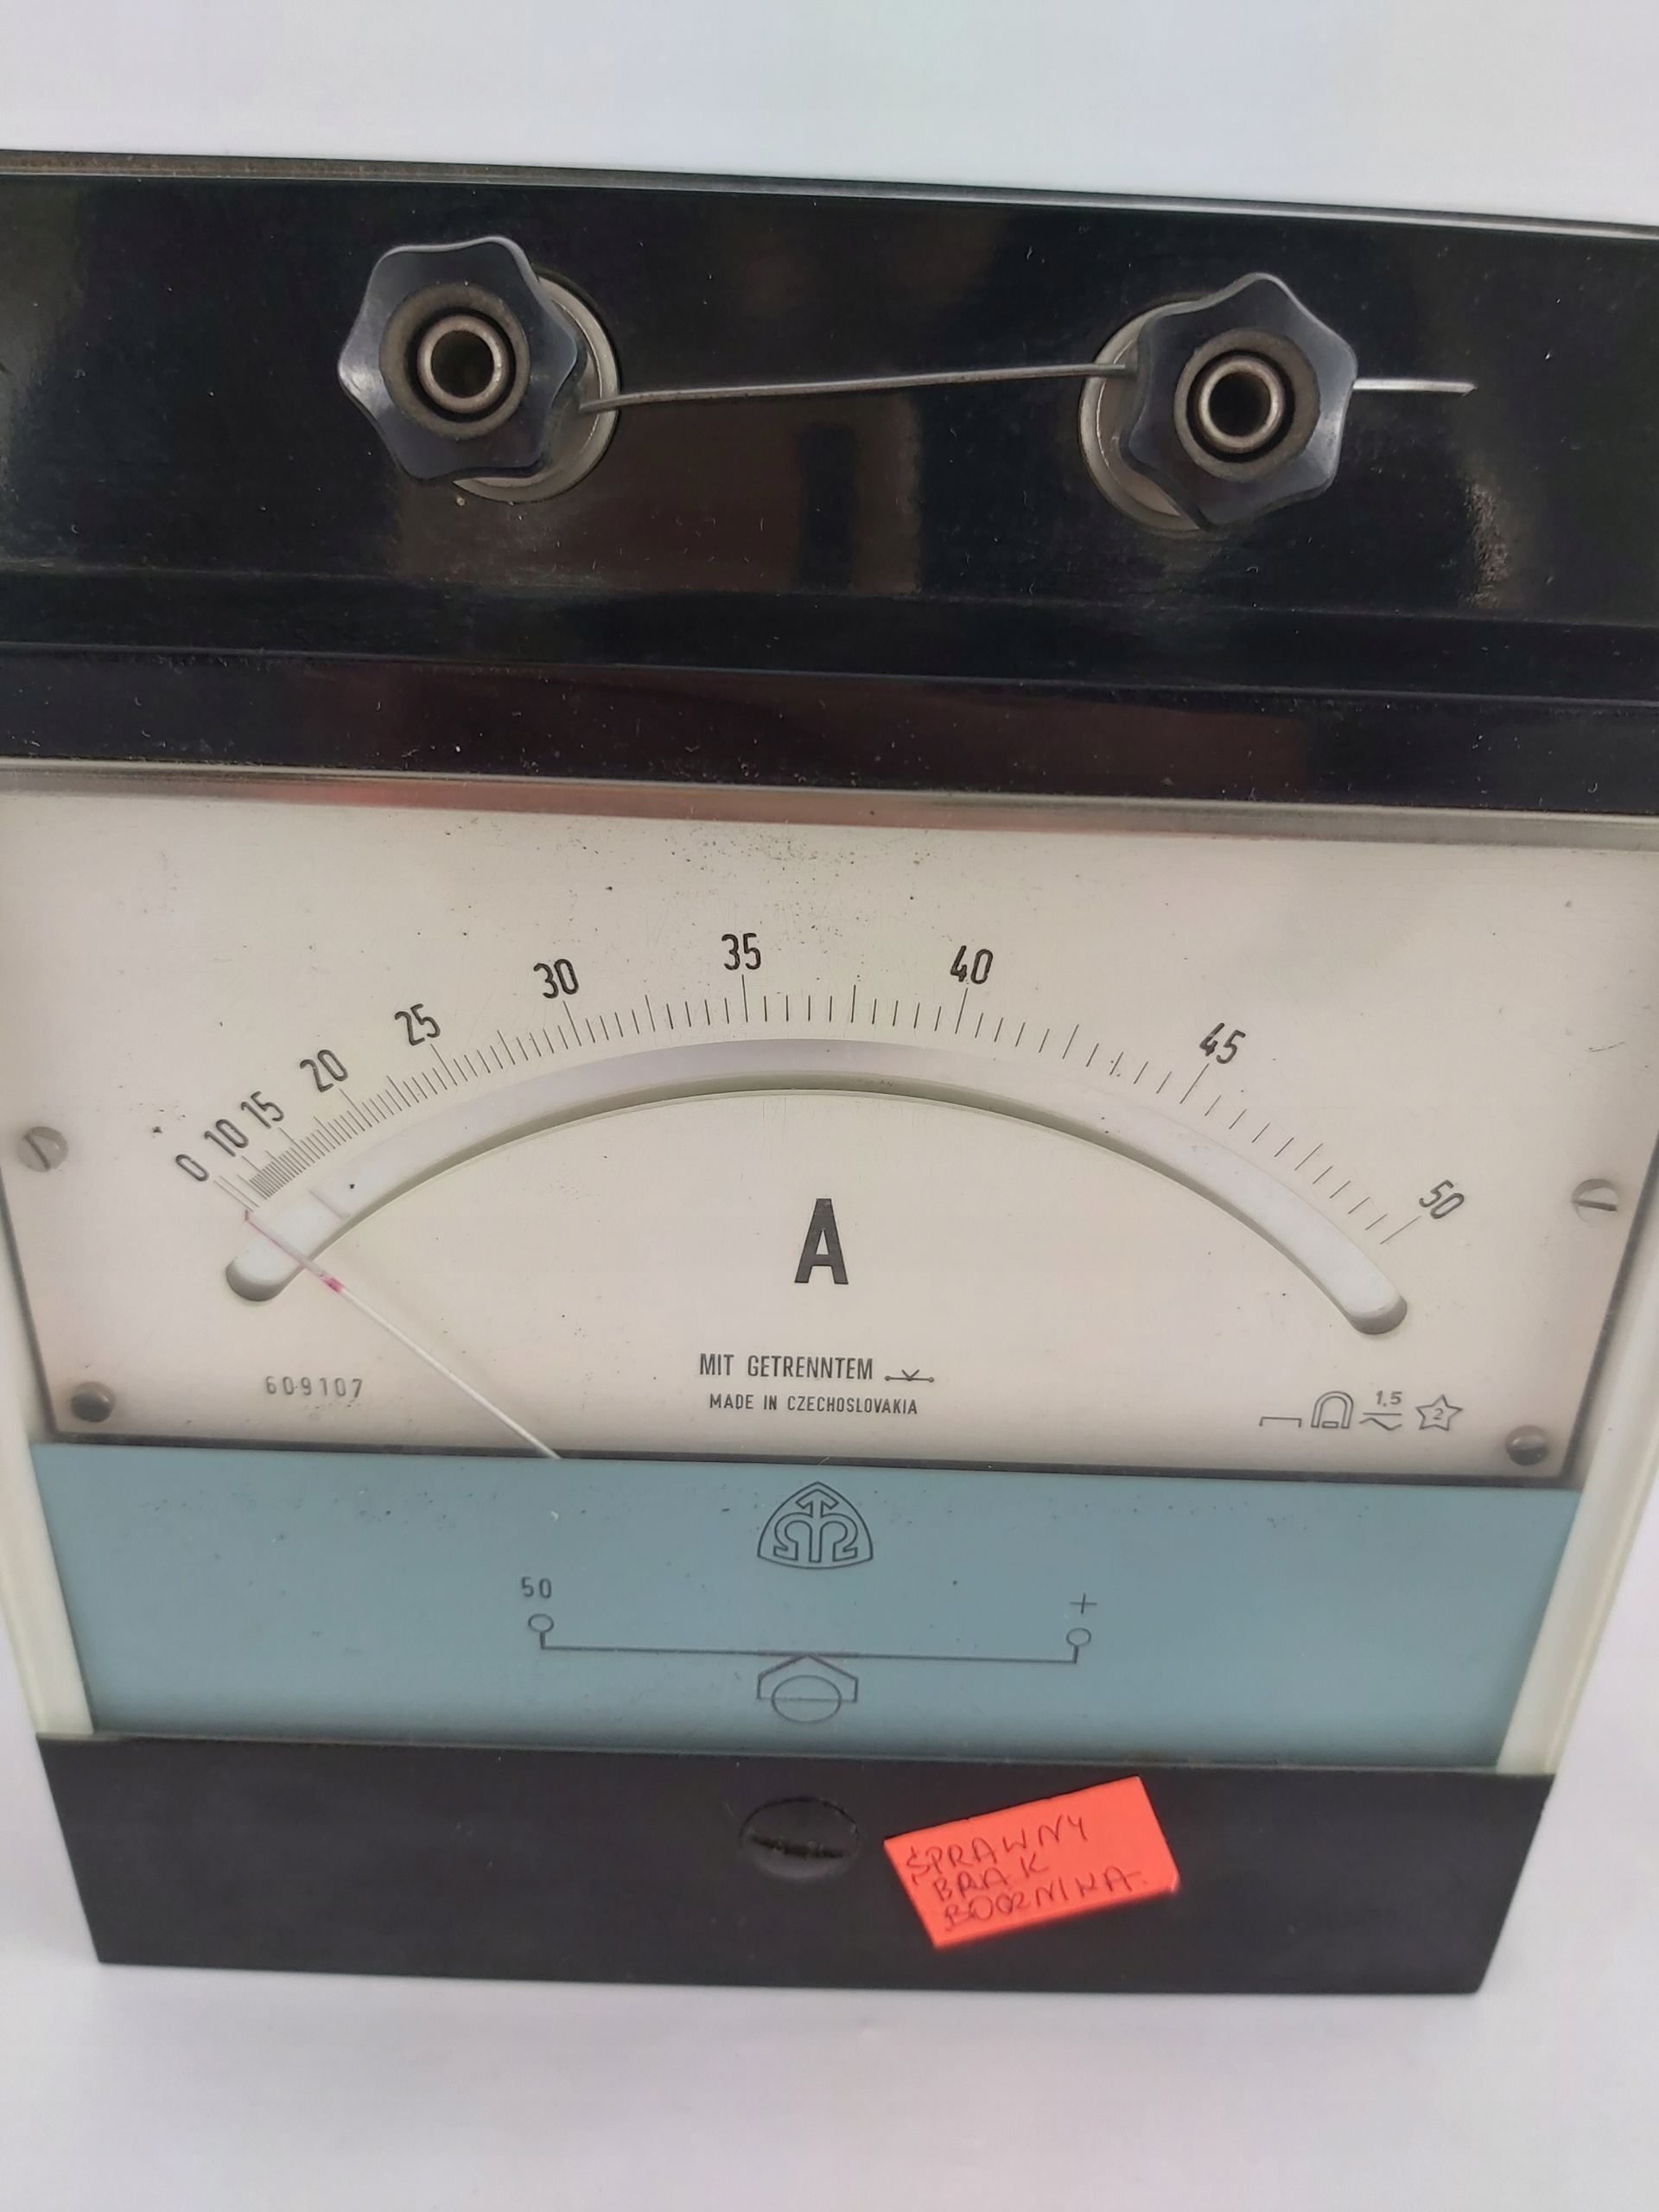 0 10 15 20 25 30 35 40 45 50
A
MIT GETRENNTEM
MADE IN CZECHOSLOVAKIA
609107
1,5
2
50 +
SPRAWNY
BRAK
BOCZNIKA